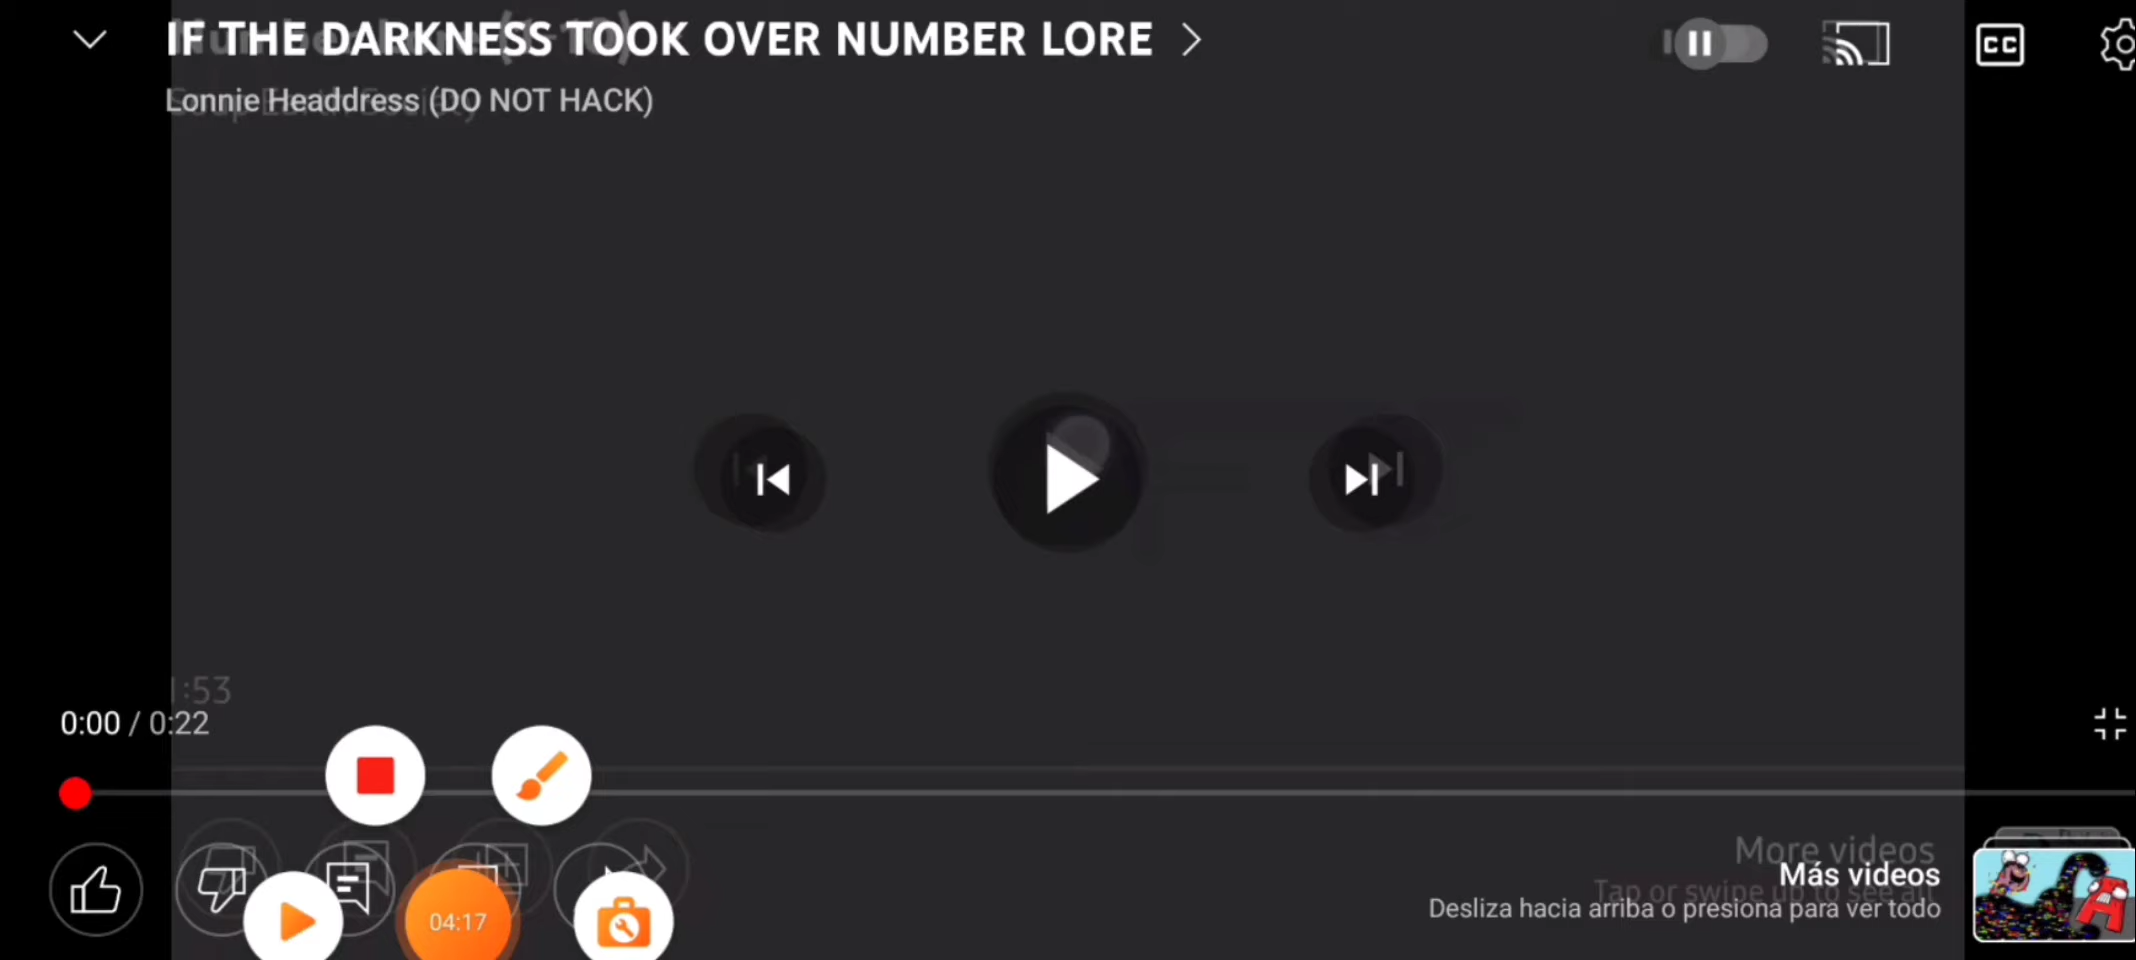 IF THE DARKNESS TOOK OVER NUMBER LORE
Lonnie Headdress (DO NOT HACK)
CC
1:53
0:00 / 0:22
04:17
More videos
Tap or swipe up to see all
Más videos
Desliza hacia arriba o presiona para ver todo
A